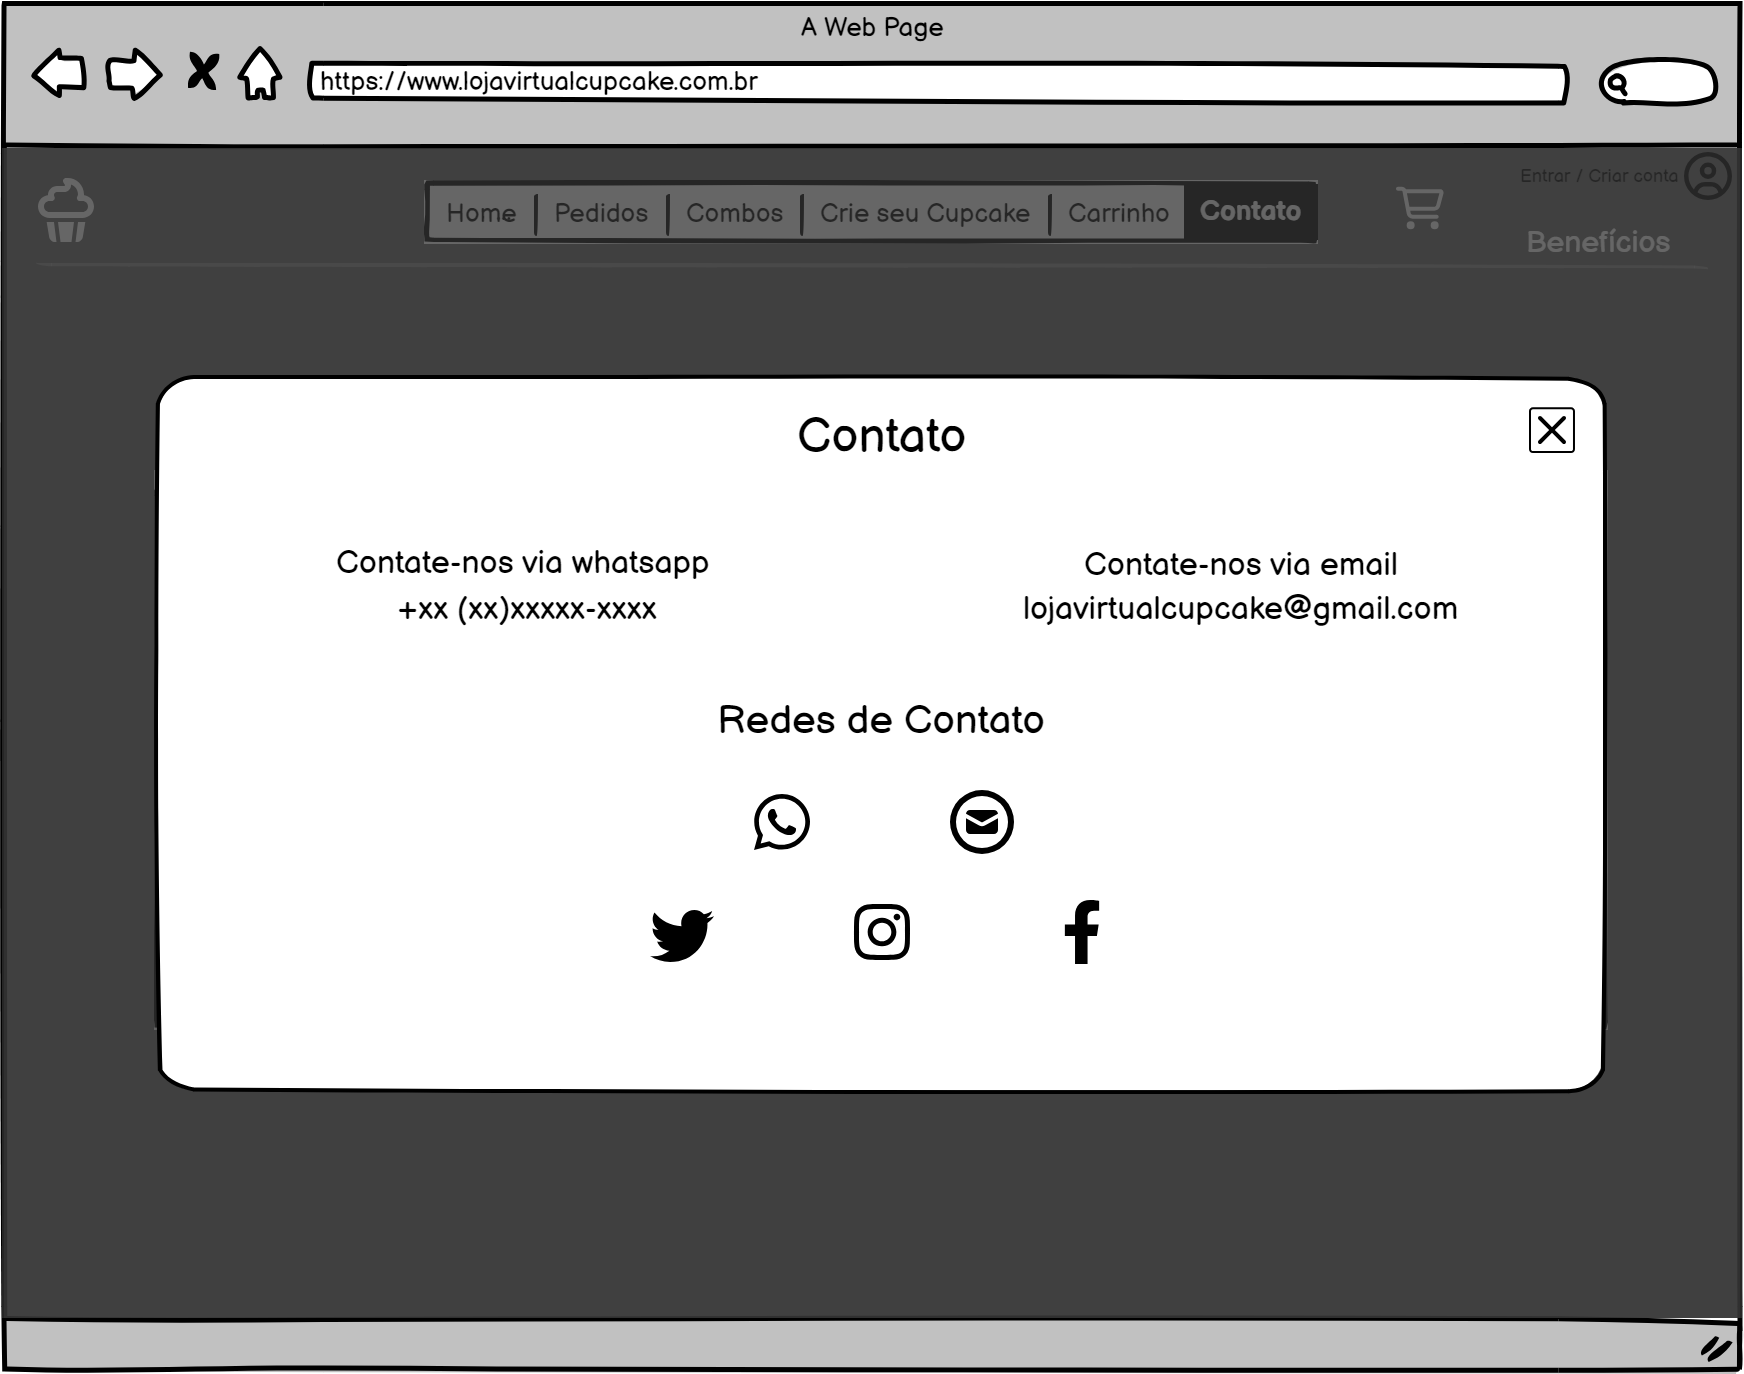 A Web Page
https://www.lojavirtualcupcake.com.br
Entrar / Criar conta
Home Pedidos Combos Crie seu Cupcake Carrinho Contato
Benefícios
Contato
Contate-nos via whatsapp
+xx (xx)xxxxx-xxxx
Contate-nos via email
lojavirtualcupcake@gmail.com
Redes de Contato